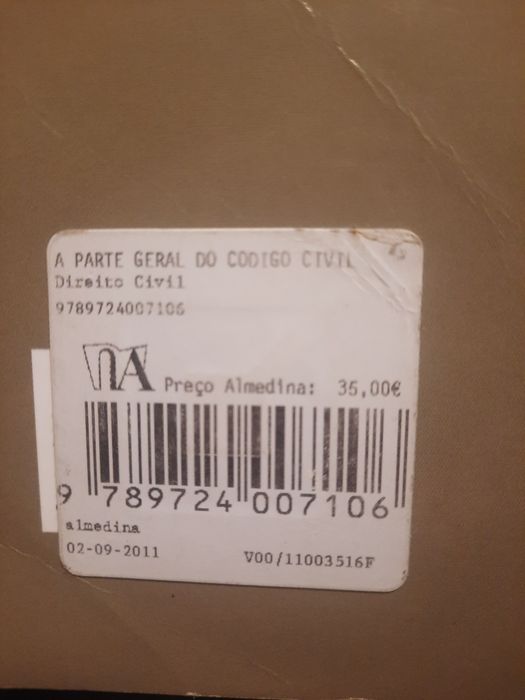 A PARTE GERAL DO CODIGO CIVIL
Direito Civil
9789724007106
NA Preço Almedina: 35,00€
9 789724 007106
almedina
02-09-2011 V00/11003516F